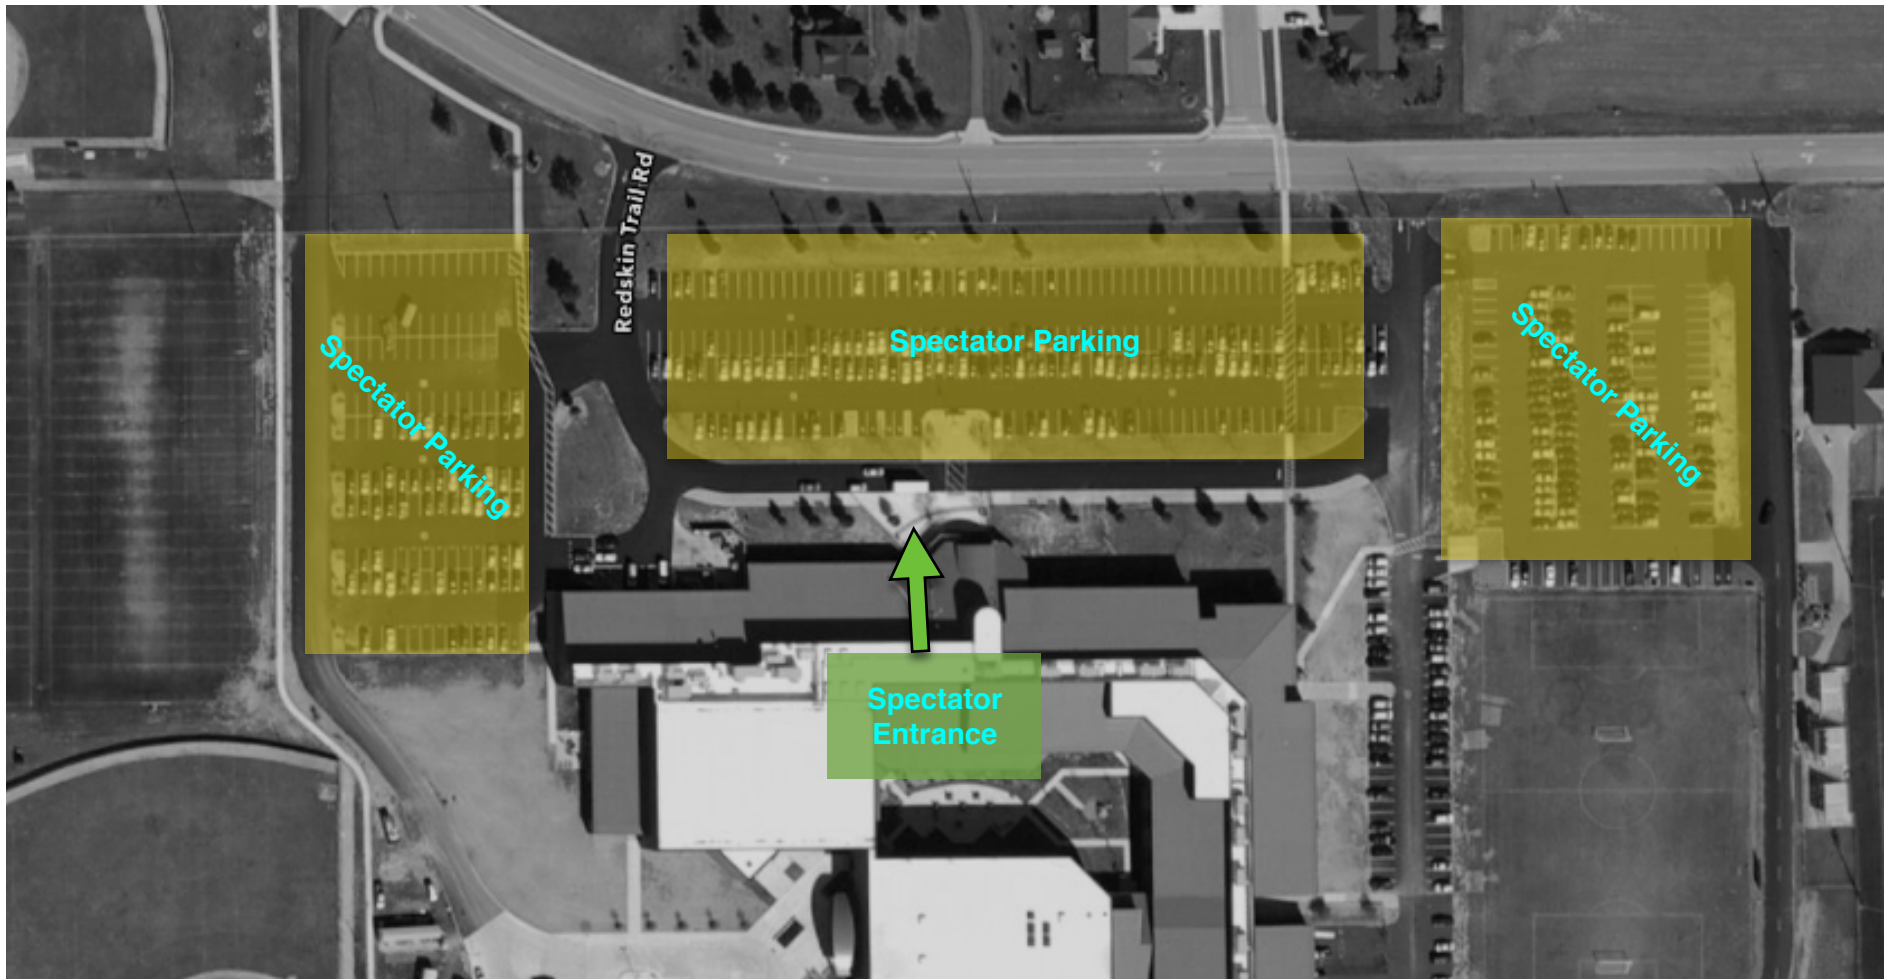 Redskin Trail Rd
Spectator Parking
Spectator Parking
Spectator Parking
Spectator
Entrance